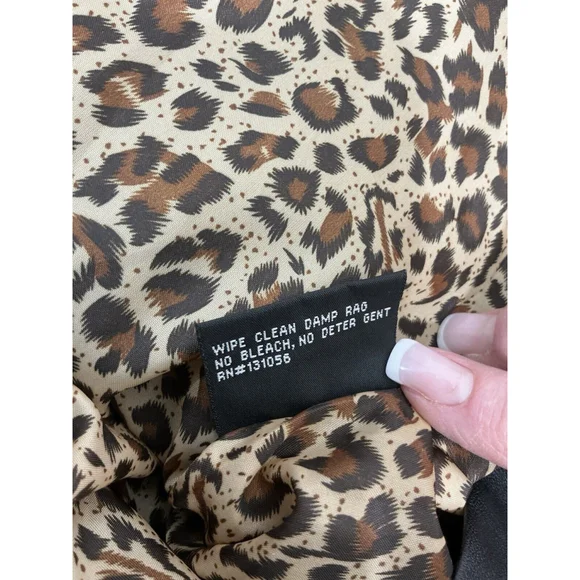 WIPE CLEAN DAMP RAG
NO BLEACH, NO DETER GENT
RN#131056